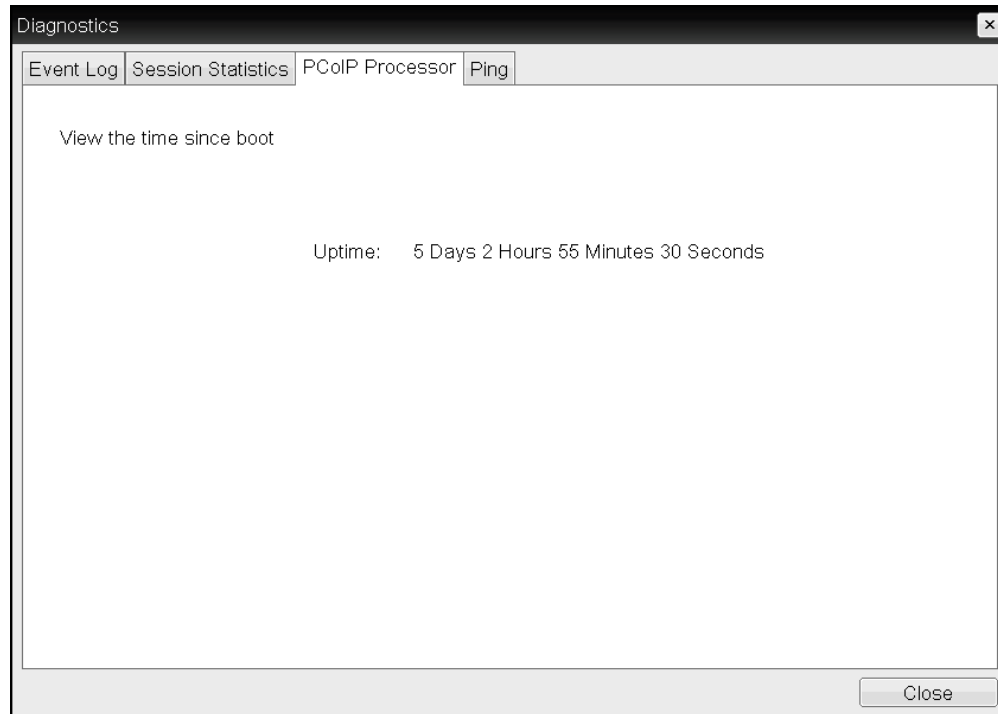 Diagnostics
Event Log Session Statistics PCoIP Processor Ping
View the time since boot
Uptime: 5 Days 2 Hours 55 Minutes 30 Seconds
Close